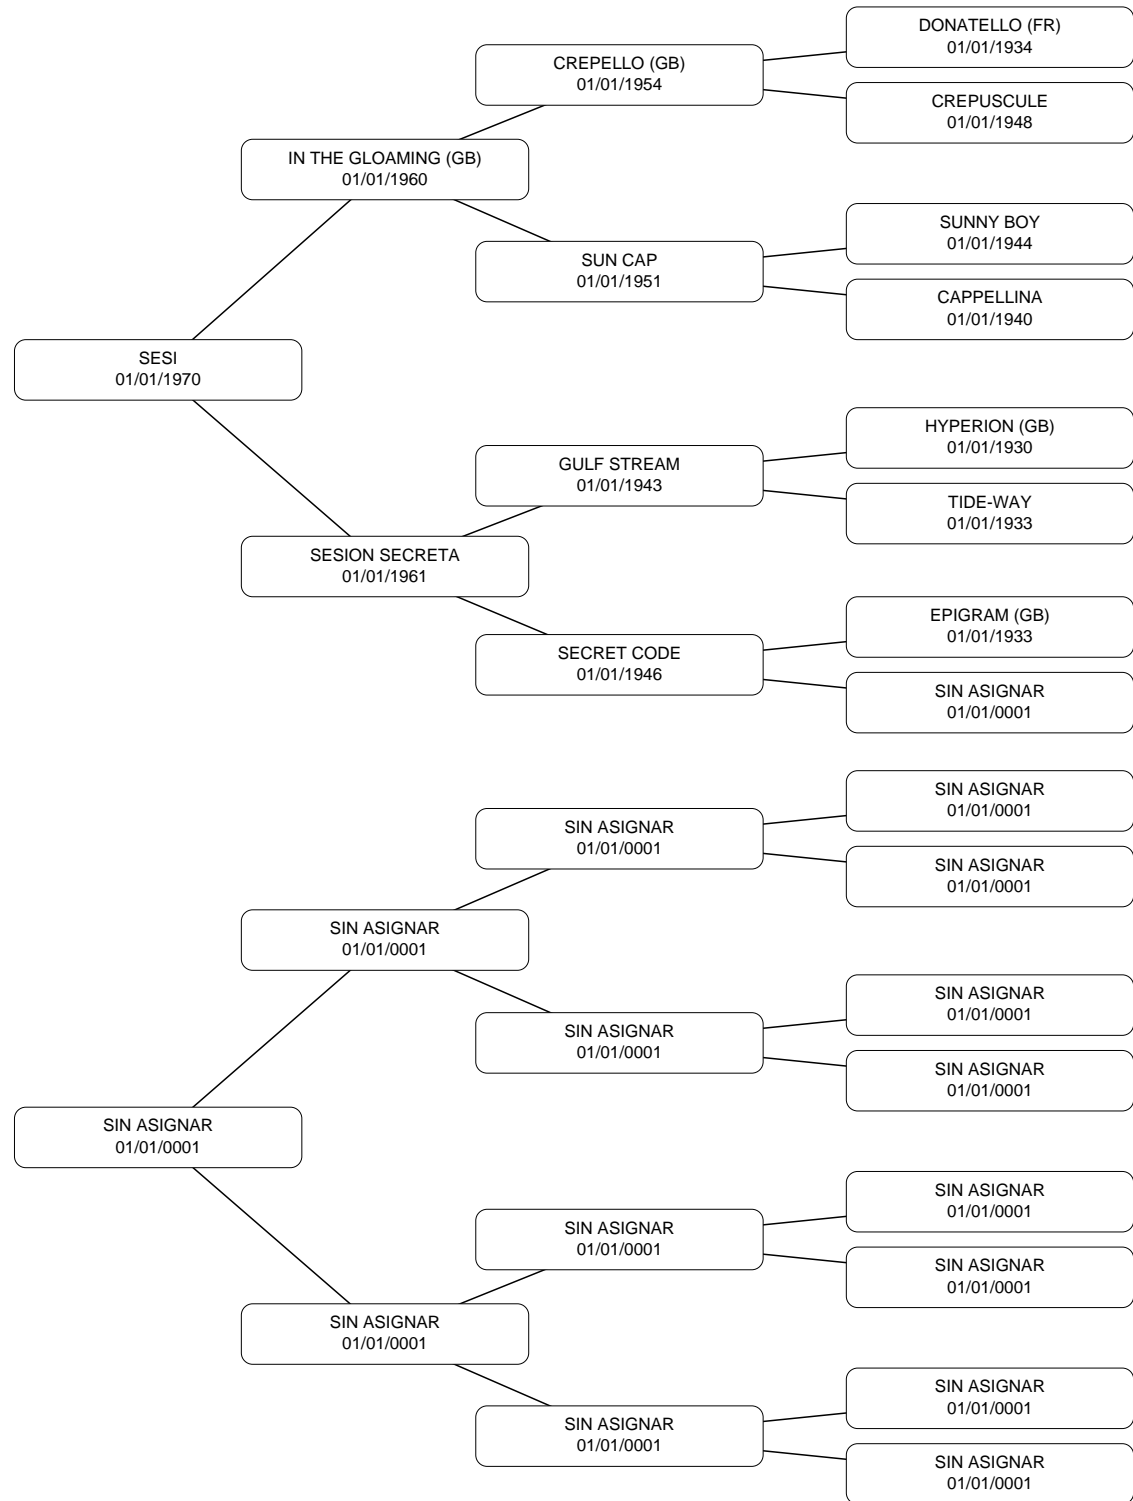 DONATELLO (FR)
01/01/1934
CREPELLO (GB)
01/01/1954
CREPUSCULE
01/01/1948
IN THE GLOAMING (GB)
01/01/1960
SUNNY BOY
01/01/1944
SUN CAP
01/01/1951
CAPPELLINA
01/01/1940
SESI
01/01/1970
HYPERION (GB)
01/01/1930
GULF STREAM
01/01/1943
TIDE-WAY
01/01/1933
SESION SECRETA
01/01/1961
EPIGRAM (GB)
01/01/1933
SECRET CODE
01/01/1946
SIN ASIGNAR
01/01/0001
SIN ASIGNAR
01/01/0001
SIN ASIGNAR
01/01/0001
SIN ASIGNAR
01/01/0001
SIN ASIGNAR
01/01/0001
SIN ASIGNAR
01/01/0001
SIN ASIGNAR
01/01/0001
SIN ASIGNAR
01/01/0001
SIN ASIGNAR
01/01/0001
SIN ASIGNAR
01/01/0001
SIN ASIGNAR
01/01/0001
SIN ASIGNAR
01/01/0001
SIN ASIGNAR
01/01/0001
SIN ASIGNAR
01/01/0001
SIN ASIGNAR
01/01/0001
SIN ASIGNAR
01/01/0001